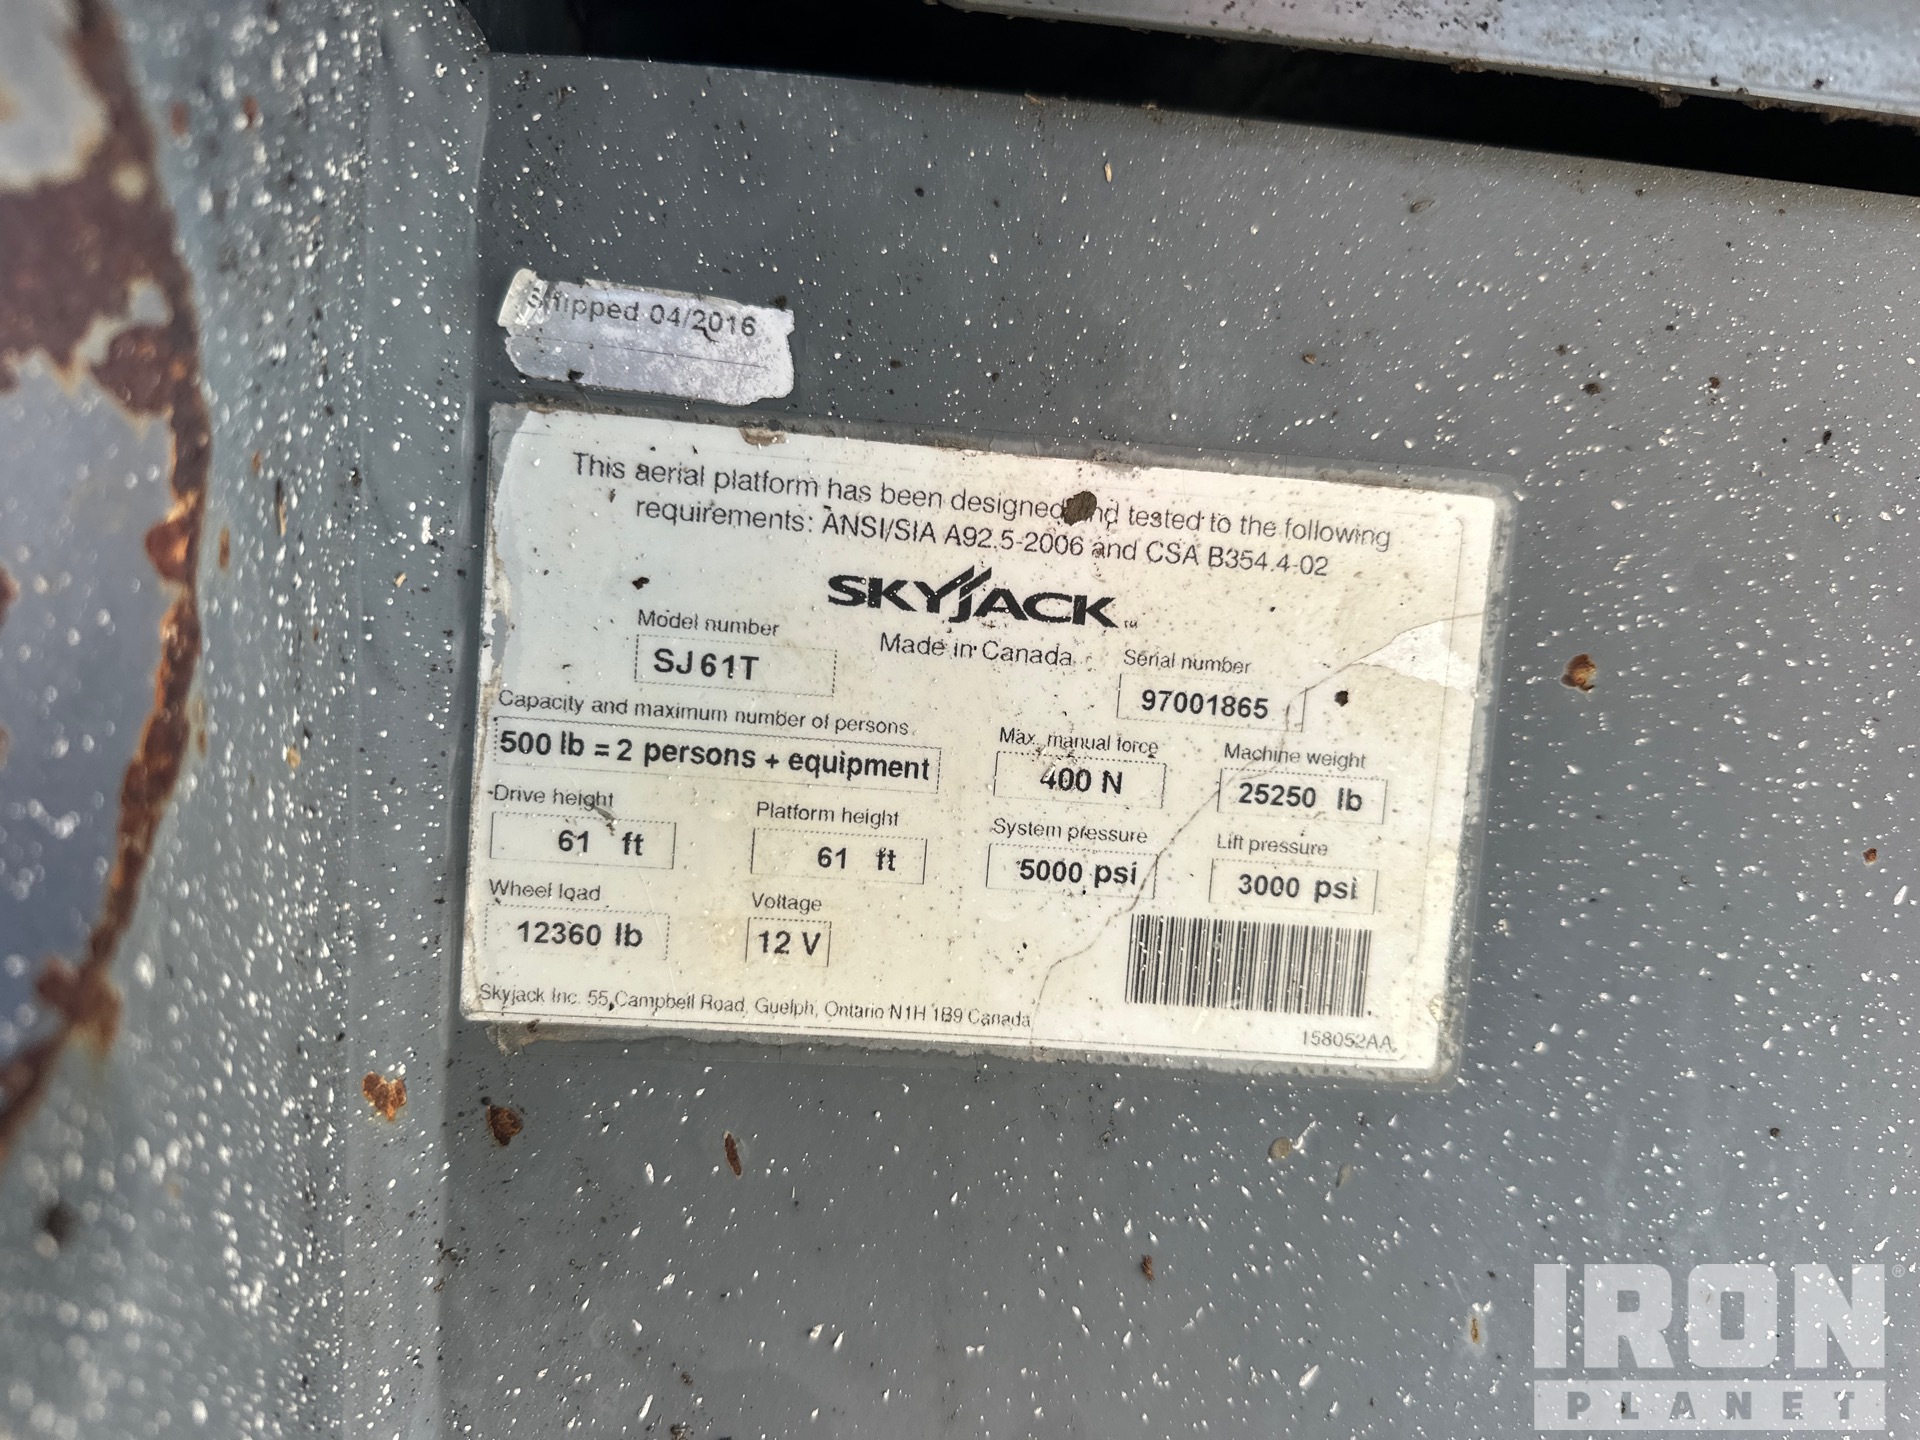 Shipped 04/2016
This aerial platform has been designed and tested to the following
requirements: ANSI/SIA A92.5-2006 and CSA B354.4-02
SKYJACK™
Made in Canada
Model number
SJ61T
Serial number
97001865
Capacity and maximum number of persons
500 lb = 2 persons + equipment
Max. manual force
400 N
Machine weight
25250 lb
Drive height
61 ft
Platform height
61 ft
System pressure
5000 psi
Lift pressure
3000 psi
Wheel load
12360 lb
Voltage
12 V
Skyjack Inc. 55 Campbell Road, Guelph, Ontario N1H 1B9 Canada
158052AA
IRON®
PLANET